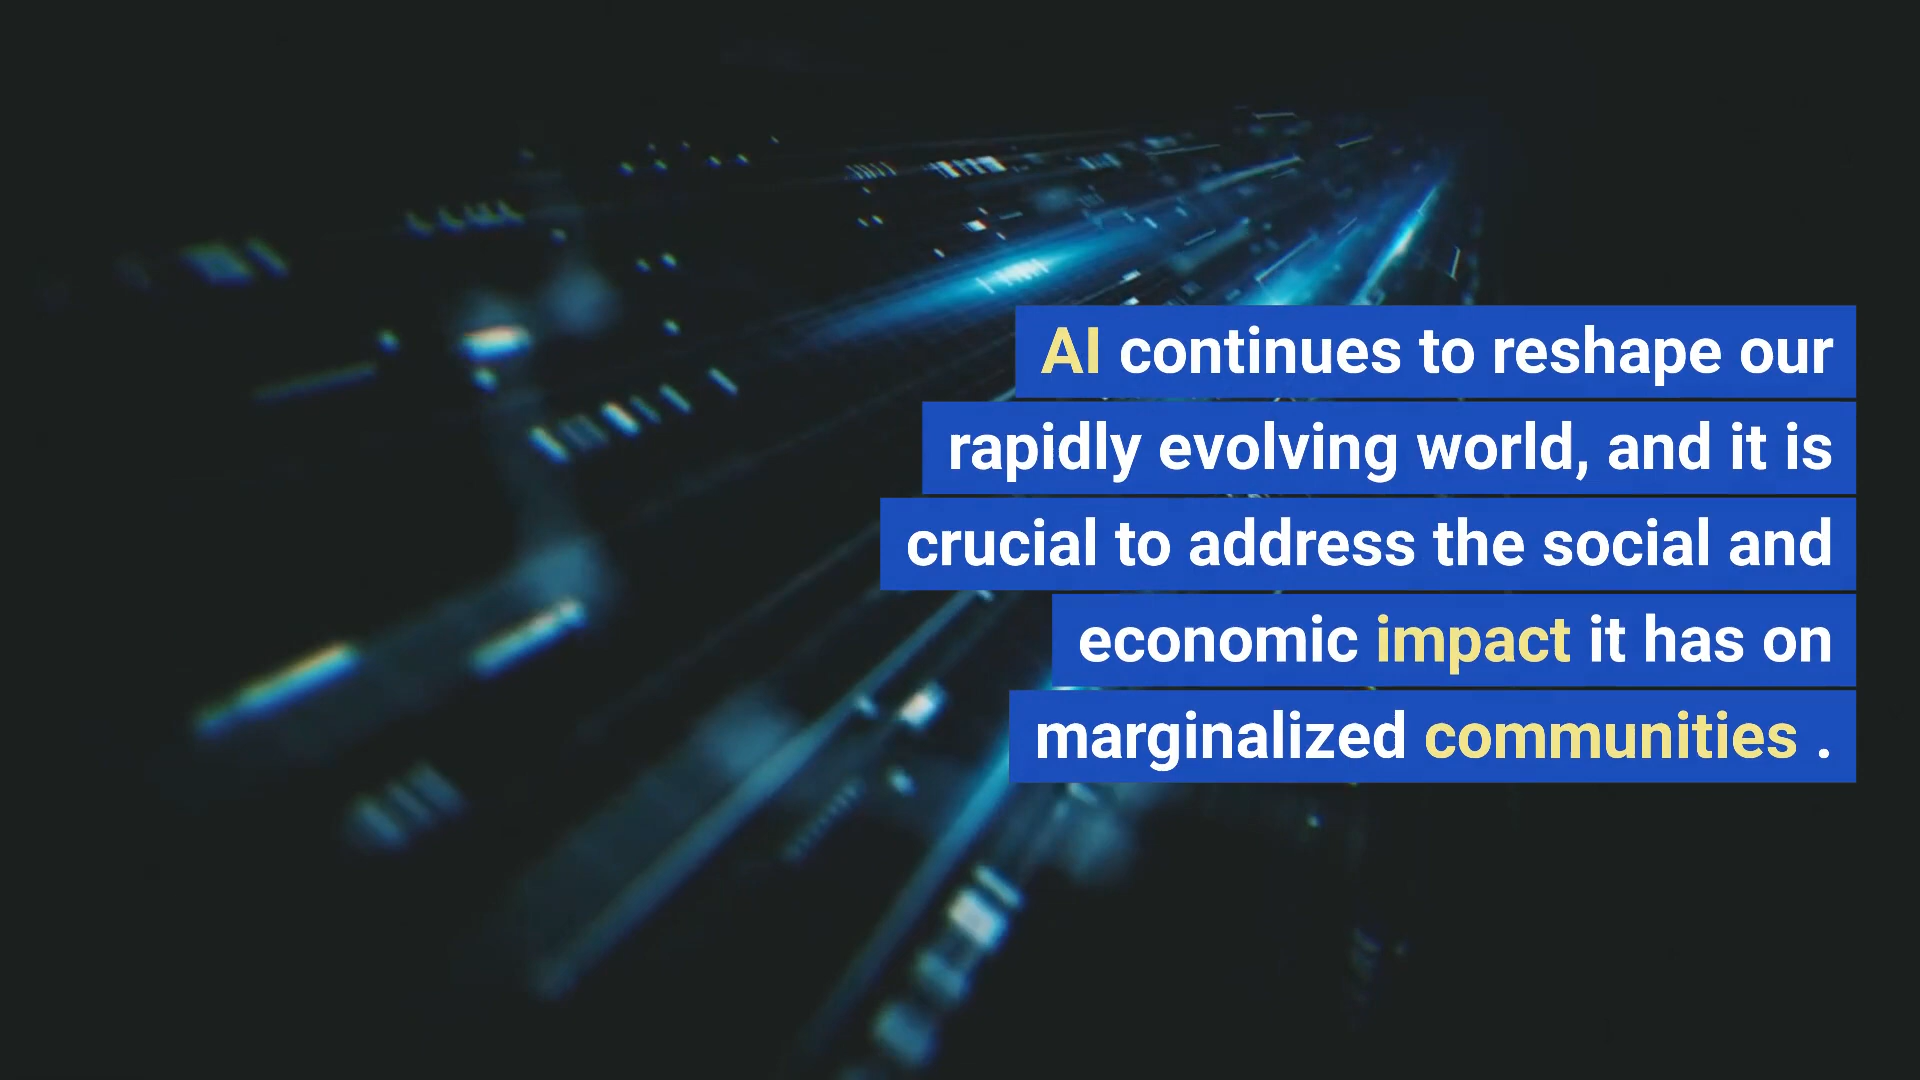 AI continues to reshape our
rapidly evolving world, and it is
crucial to address the social and
economic impact it has on
marginalized communities .